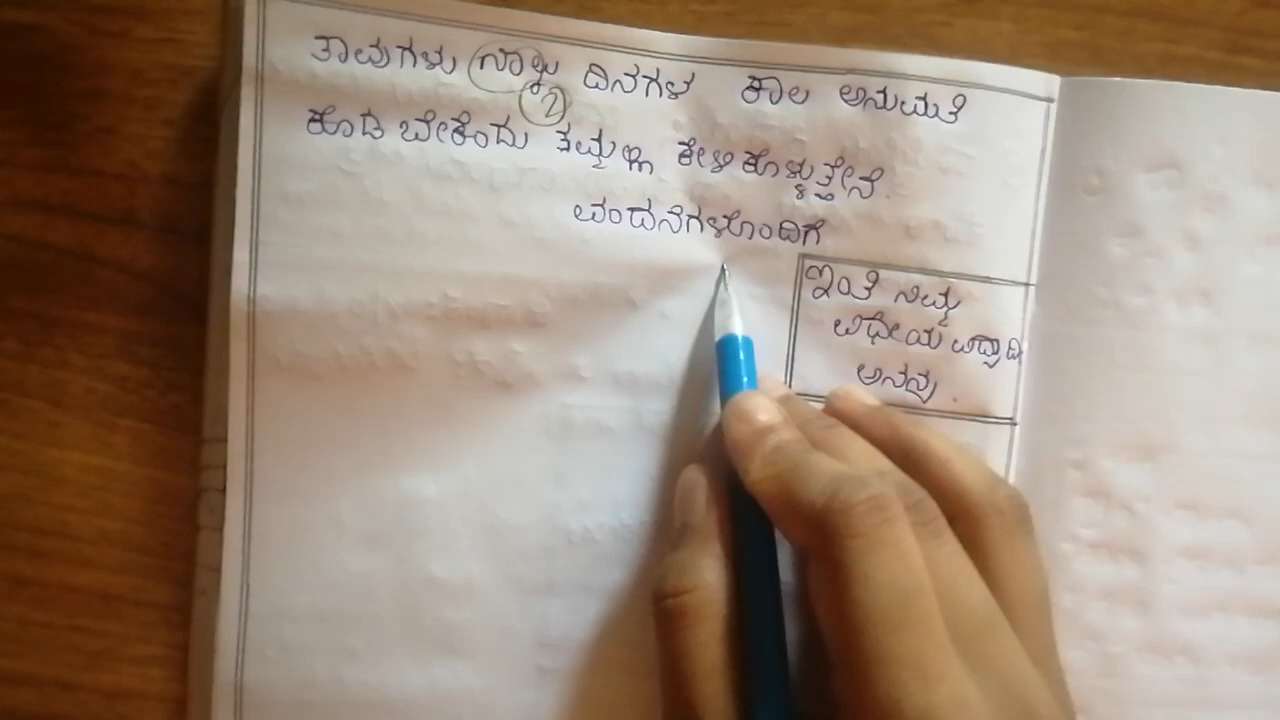 ತಾವುಗಳು ನಾಲ್ಕು ದಿನಗಳ ಕಾಲ ಅನುಮತಿ
2
ಕೊಡಬೇಕೆಂದು ತಮ್ಮಲ್ಲಿ ಕೇಳಿಕೊಳ್ಳುತ್ತೇನೆ.
ವಂದನೆಗಳೊಂದಿಗೆ
ಇಂತಿ ನಿಮ್ಮ
ವಿಧೇಯ ವಿದ್ಯಾರ್ಥಿ
ಅನನ್ಯ.